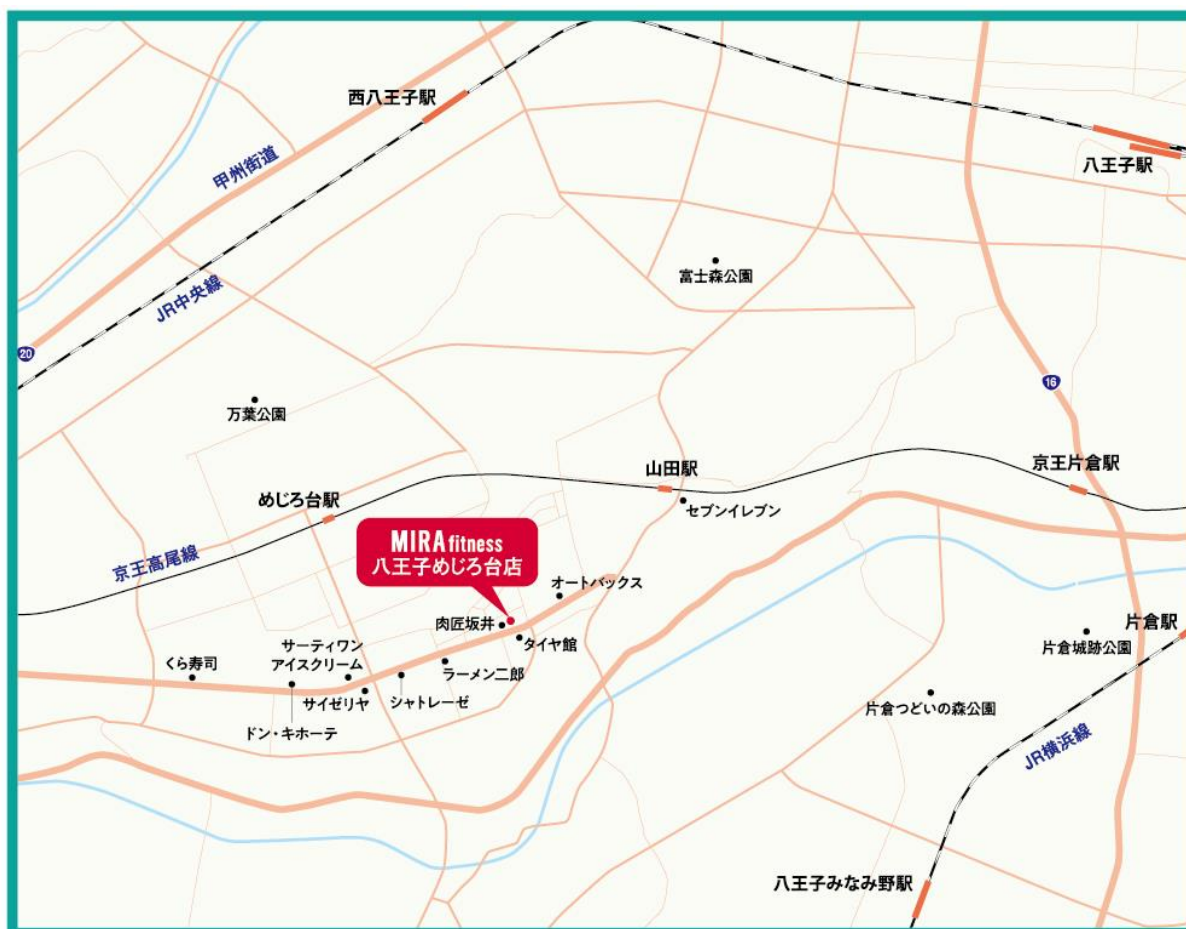 西八王子駅
八王子駅
甲州街道
富士森公園
JR中央線
20
16
万葉公園
山田駅
京王片倉駅
めじろ台駅
セブンイレブン
MIRA fitness
八王子めじろ台店
京王高尾線
オートバックス
肉匠坂井
タイヤ館
片倉駅
片倉城跡公園
サーティワン
アイスクリーム
くら寿司
ラーメン二郎
サイゼリヤ
シャトレーゼ
片倉つどいの森公園
ドン・キホーテ
JR横浜線
八王子みなみ野駅